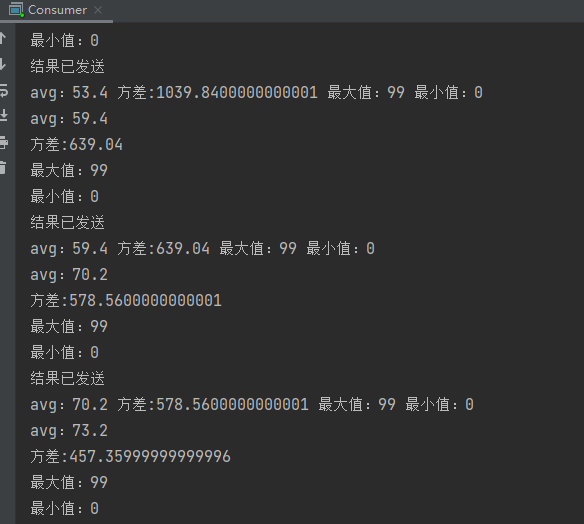 Consumer
最小值：0
结果已发送
avg：53.4 方差:1039.8400000000001 最大值：99 最小值：0
avg：59.4
方差:639.04
最大值：99
最小值：0
结果已发送
avg：59.4 方差:639.04 最大值：99 最小值：0
avg：70.2
方差:578.5600000000001
最大值：99
最小值：0
结果已发送
avg：70.2 方差:578.5600000000001 最大值：99 最小值：0
avg：73.2
方差:457.35999999999996
最大值：99
最小值：0